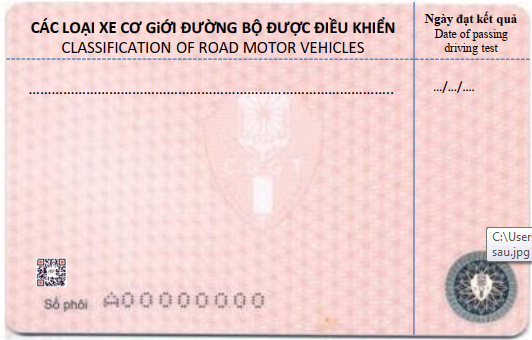 CÁC LOẠI XE CƠ GiỚI ĐƯỜNG BỘ ĐƯỢC ĐIỀU KHIỂN
CLASSIFICATION OF ROAD MOTOR VEHICLES
Ngày đạt kết quả
Date of passing
driving test
................................................................................................
.../.../....
CSGT
C:\User
sau.jpg
Số phôi A00000000